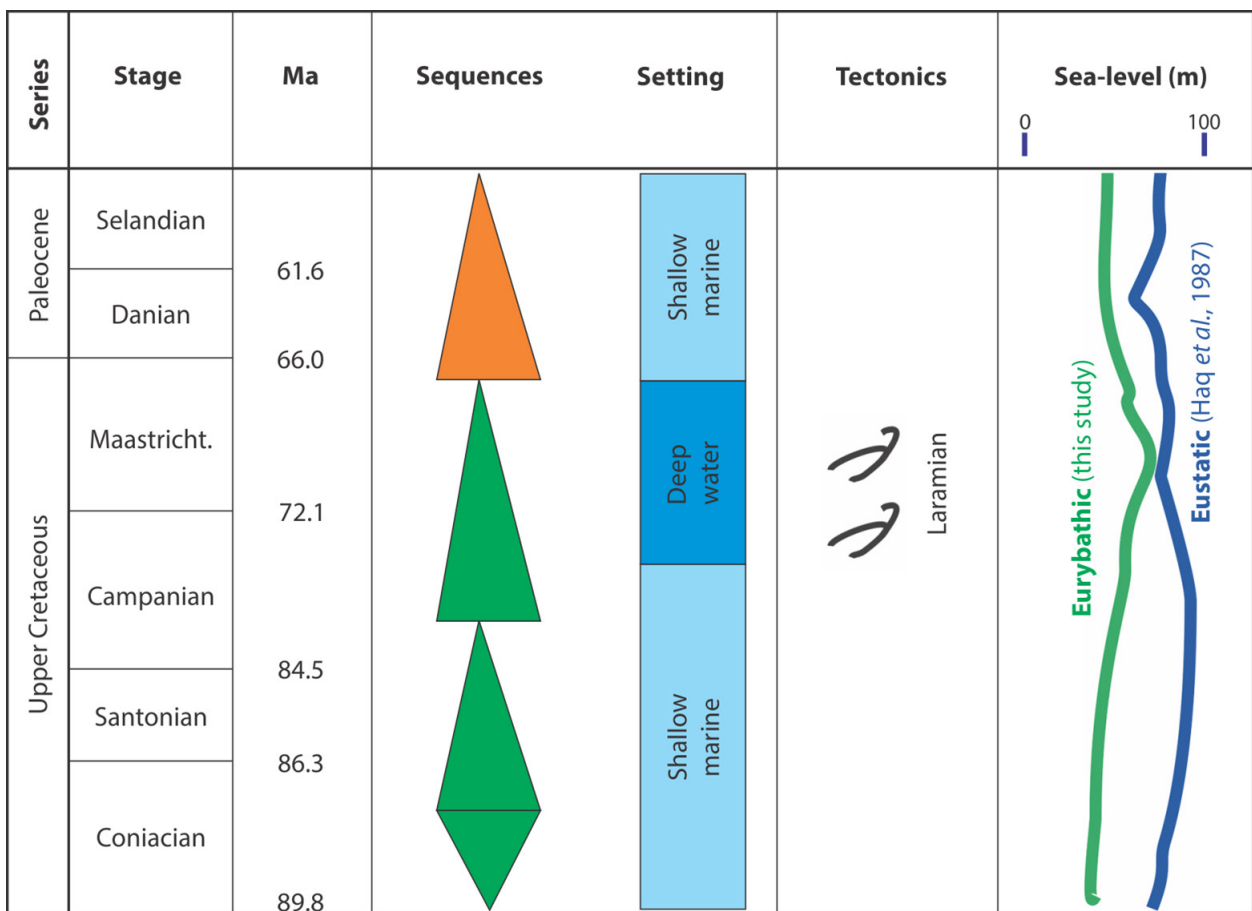 Series
Stage
Ma
Sequences
Setting
Tectonics
Sea-level (m)
0
100
Paleocene
Upper Cretaceous
Selandian
Danian
Maastricht.
Campanian
Santonian
Coniacian
61.6
66.0
72.1
84.5
86.3
89.8
Shallow
marine
Deep
water
Shallow
marine
Laramian
Eurybathic (this study)
Eustatic (Haq et al., 1987)